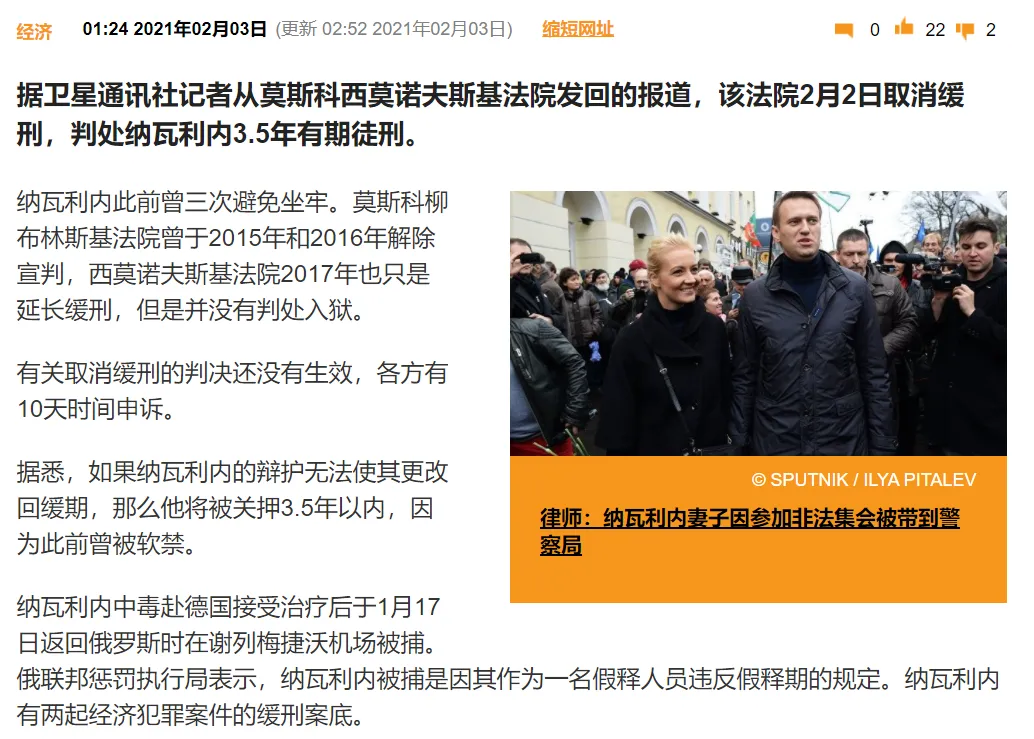 经济 01:24 2021年02月03日 (更新 02:52 2021年02月03日) 缩短网址 0 22 2
据卫星通讯社记者从莫斯科西莫诺夫斯基法院发回的报道，该法院2月2日取消缓
刑，判处纳瓦利内3.5年有期徒刑。
纳瓦利内此前曾三次避免坐牢。莫斯科柳
布林斯基法院曾于2015年和2016年解除
宣判，西莫诺夫斯基法院2017年也只是
延长缓刑，但是并没有判处入狱。
有关取消缓刑的判决还没有生效，各方有
10天时间申诉。
据悉，如果纳瓦利内的辩护无法使其更改
回缓期，那么他将被关押3.5年以内，因
为此前曾被软禁。
纳瓦利内中毒赴德国接受治疗后于1月17
日返回俄罗斯时在谢列梅捷沃机场被捕。
俄联邦惩罚执行局表示，纳瓦利内被捕是因其作为一名假释人员违反假释期的规定。纳瓦利内
有两起经济犯罪案件的缓刑案底。
© SPUTNIK / ILYA PITALEV
律师：纳瓦利内妻子因参加非法集会被带到警
察局